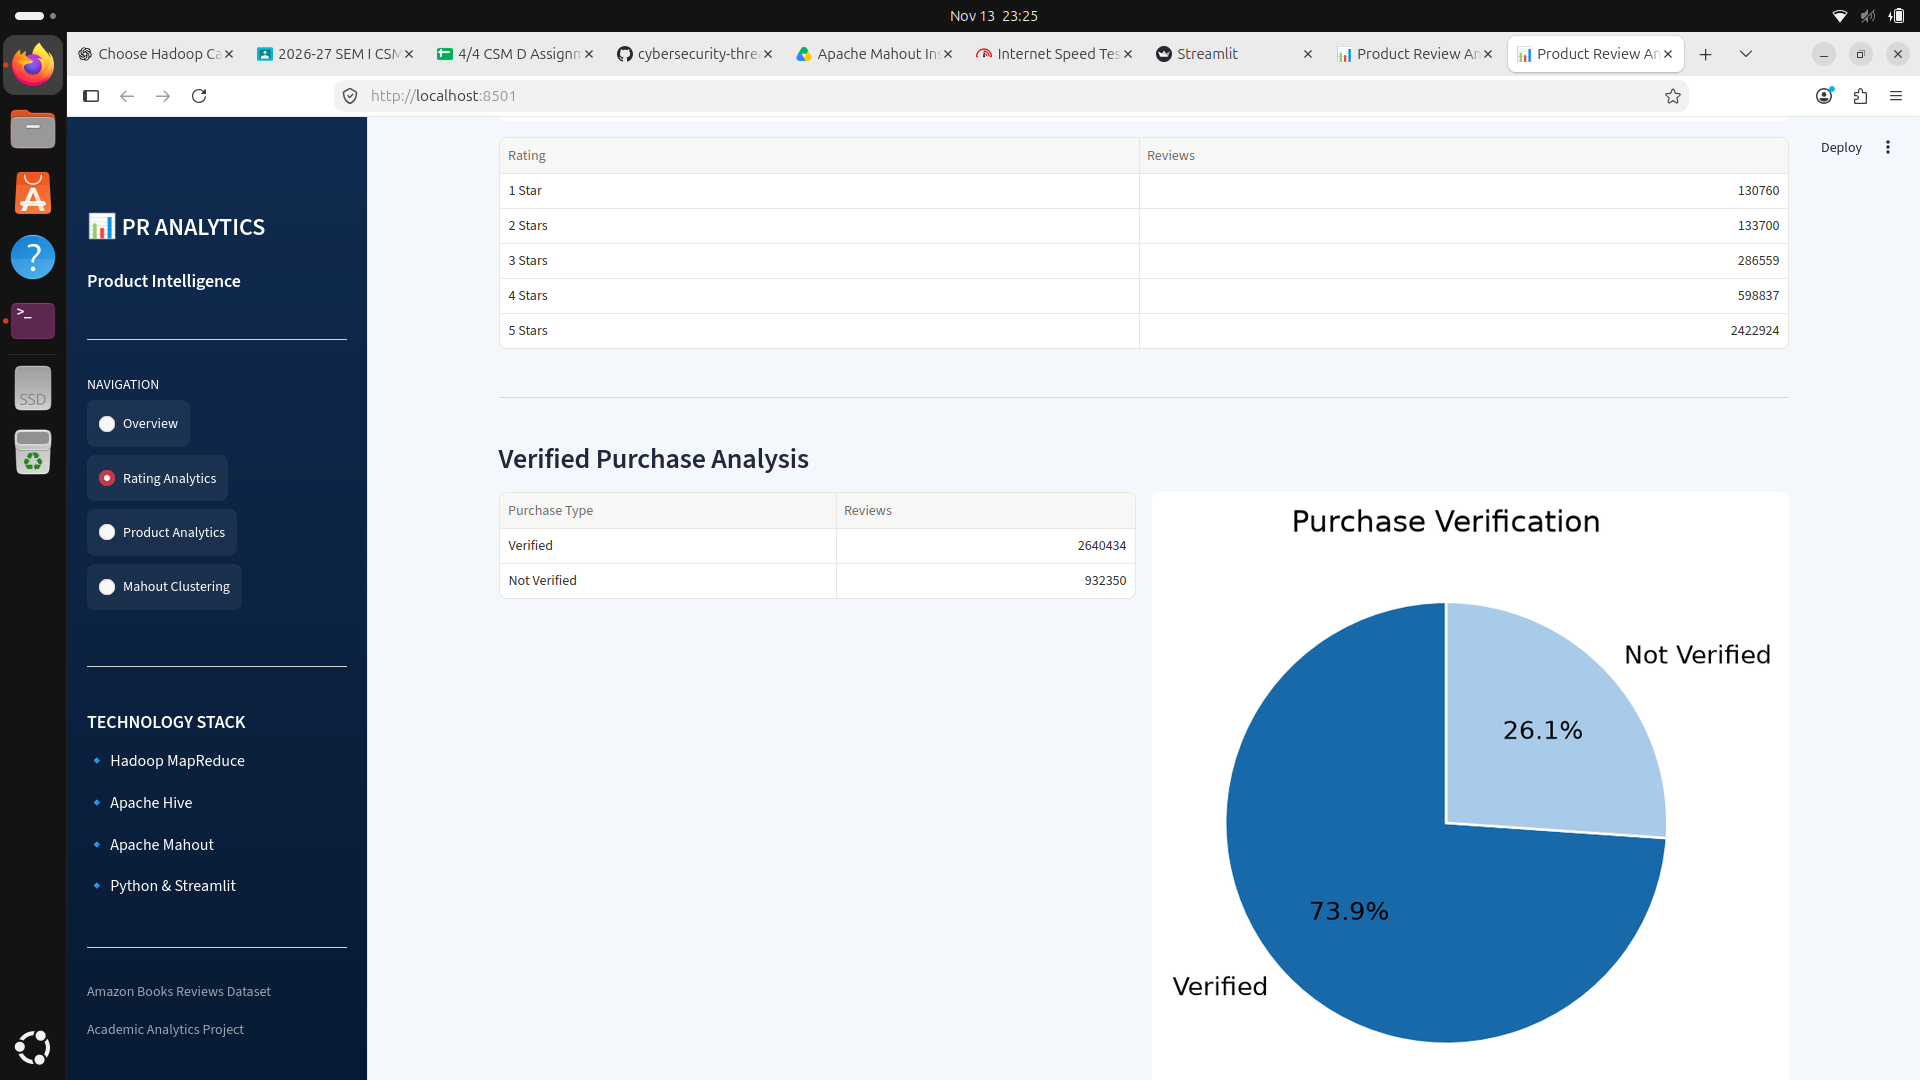 Nov 13 23:25
Choose Hadoop Ca
2026-27 SEM I CSM
4/4 CSM D Assignm
cybersecurity-thre
Apache Mahout Ins
Internet Speed Tes
Streamlit
Product Review An
Product Review An
http://localhost:8501
Deploy
SSD
📊 PR ANALYTICS
Product Intelligence
NAVIGATION
Overview
Rating Analytics
Product Analytics
Mahout Clustering
TECHNOLOGY STACK
Hadoop MapReduce
Apache Hive
Apache Mahout
Python & Streamlit
Amazon Books Reviews Dataset
Academic Analytics Project
Rating Reviews
1 Star 130760
2 Stars 133700
3 Stars 286559
4 Stars 598837
5 Stars 2422924
Verified Purchase Analysis
Purchase Type Reviews
Verified 2640434
Not Verified 932350
Purchase Verification
Not Verified
26.1%
73.9%
Verified